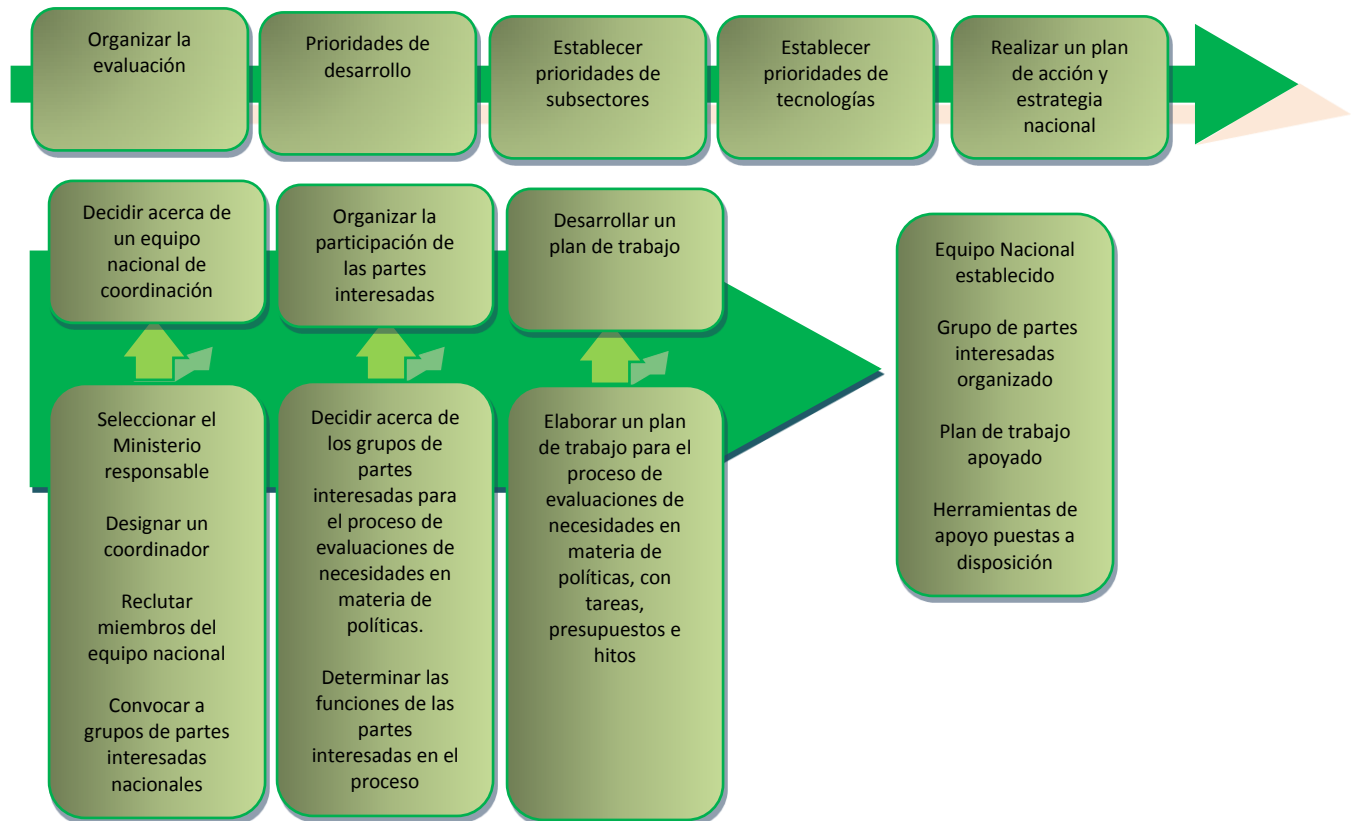 Organizar la
evaluación
Prioridades de
desarrollo
Establecer
prioridades de
subsectores
Establecer
prioridades de
tecnologías
Realizar un plan
de acción y
estrategia
nacional
Decidir acerca de
un equipo
nacional de
coordinación
Organizar la
participación de
las partes
interesadas
Desarrollar un
plan de trabajo
Seleccionar el
Ministerio
responsable
Designar un
coordinador
Reclutar
miembros del
equipo nacional
Convocar a
grupos de partes
interesadas
nacionales
Decidir acerca de
los grupos de
partes
interesadas para
el proceso de
evaluaciones de
necesidades en
materia de
políticas.
Determinar las
funciones de las
partes
interesadas en el
proceso
Elaborar un plan
de trabajo para el
proceso de
evaluaciones de
necesidades en
materia de
políticas, con
tareas,
presupuestos e
hitos
Equipo Nacional
establecido
Grupo de partes
interesadas
organizado
Plan de trabajo
apoyado
Herramientas de
apoyo puestas a
disposición